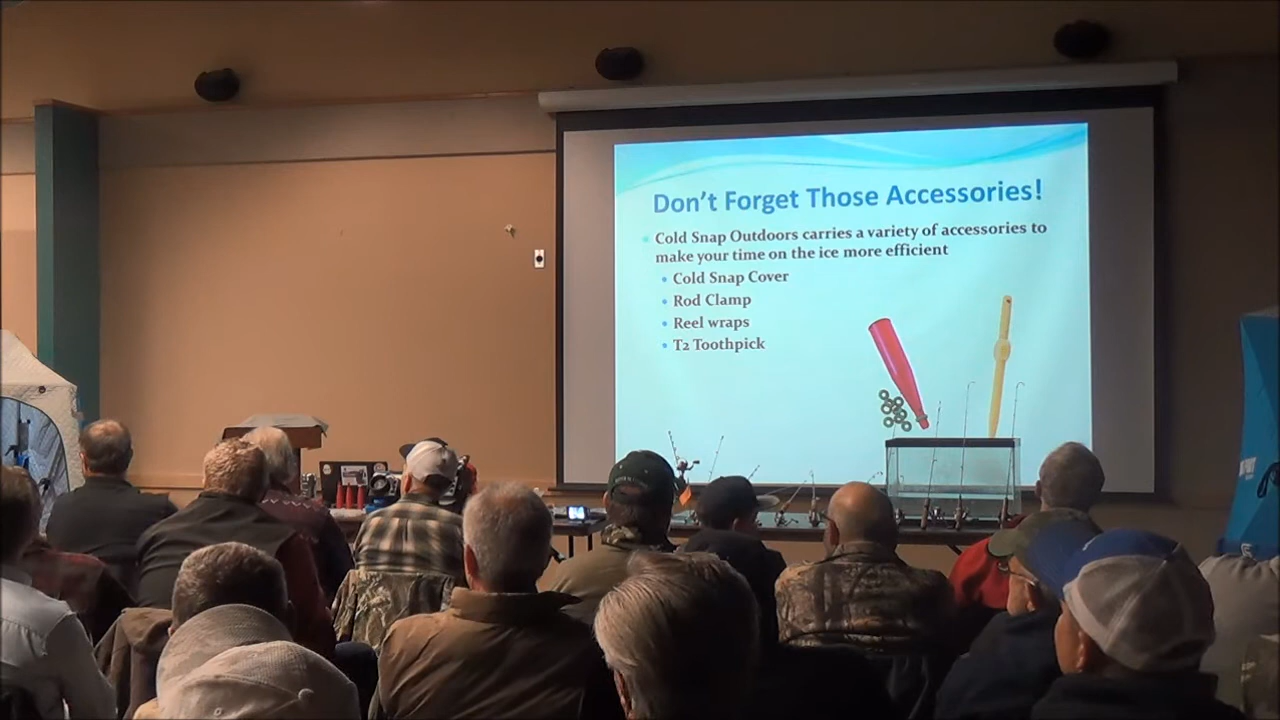 Don't Forget Those Accessories!
Cold Snap Outdoors carries a variety of accessories to
make your time on the ice more efficient
Cold Snap Cover
Rod Clamp
Reel wraps
T2 Toothpick